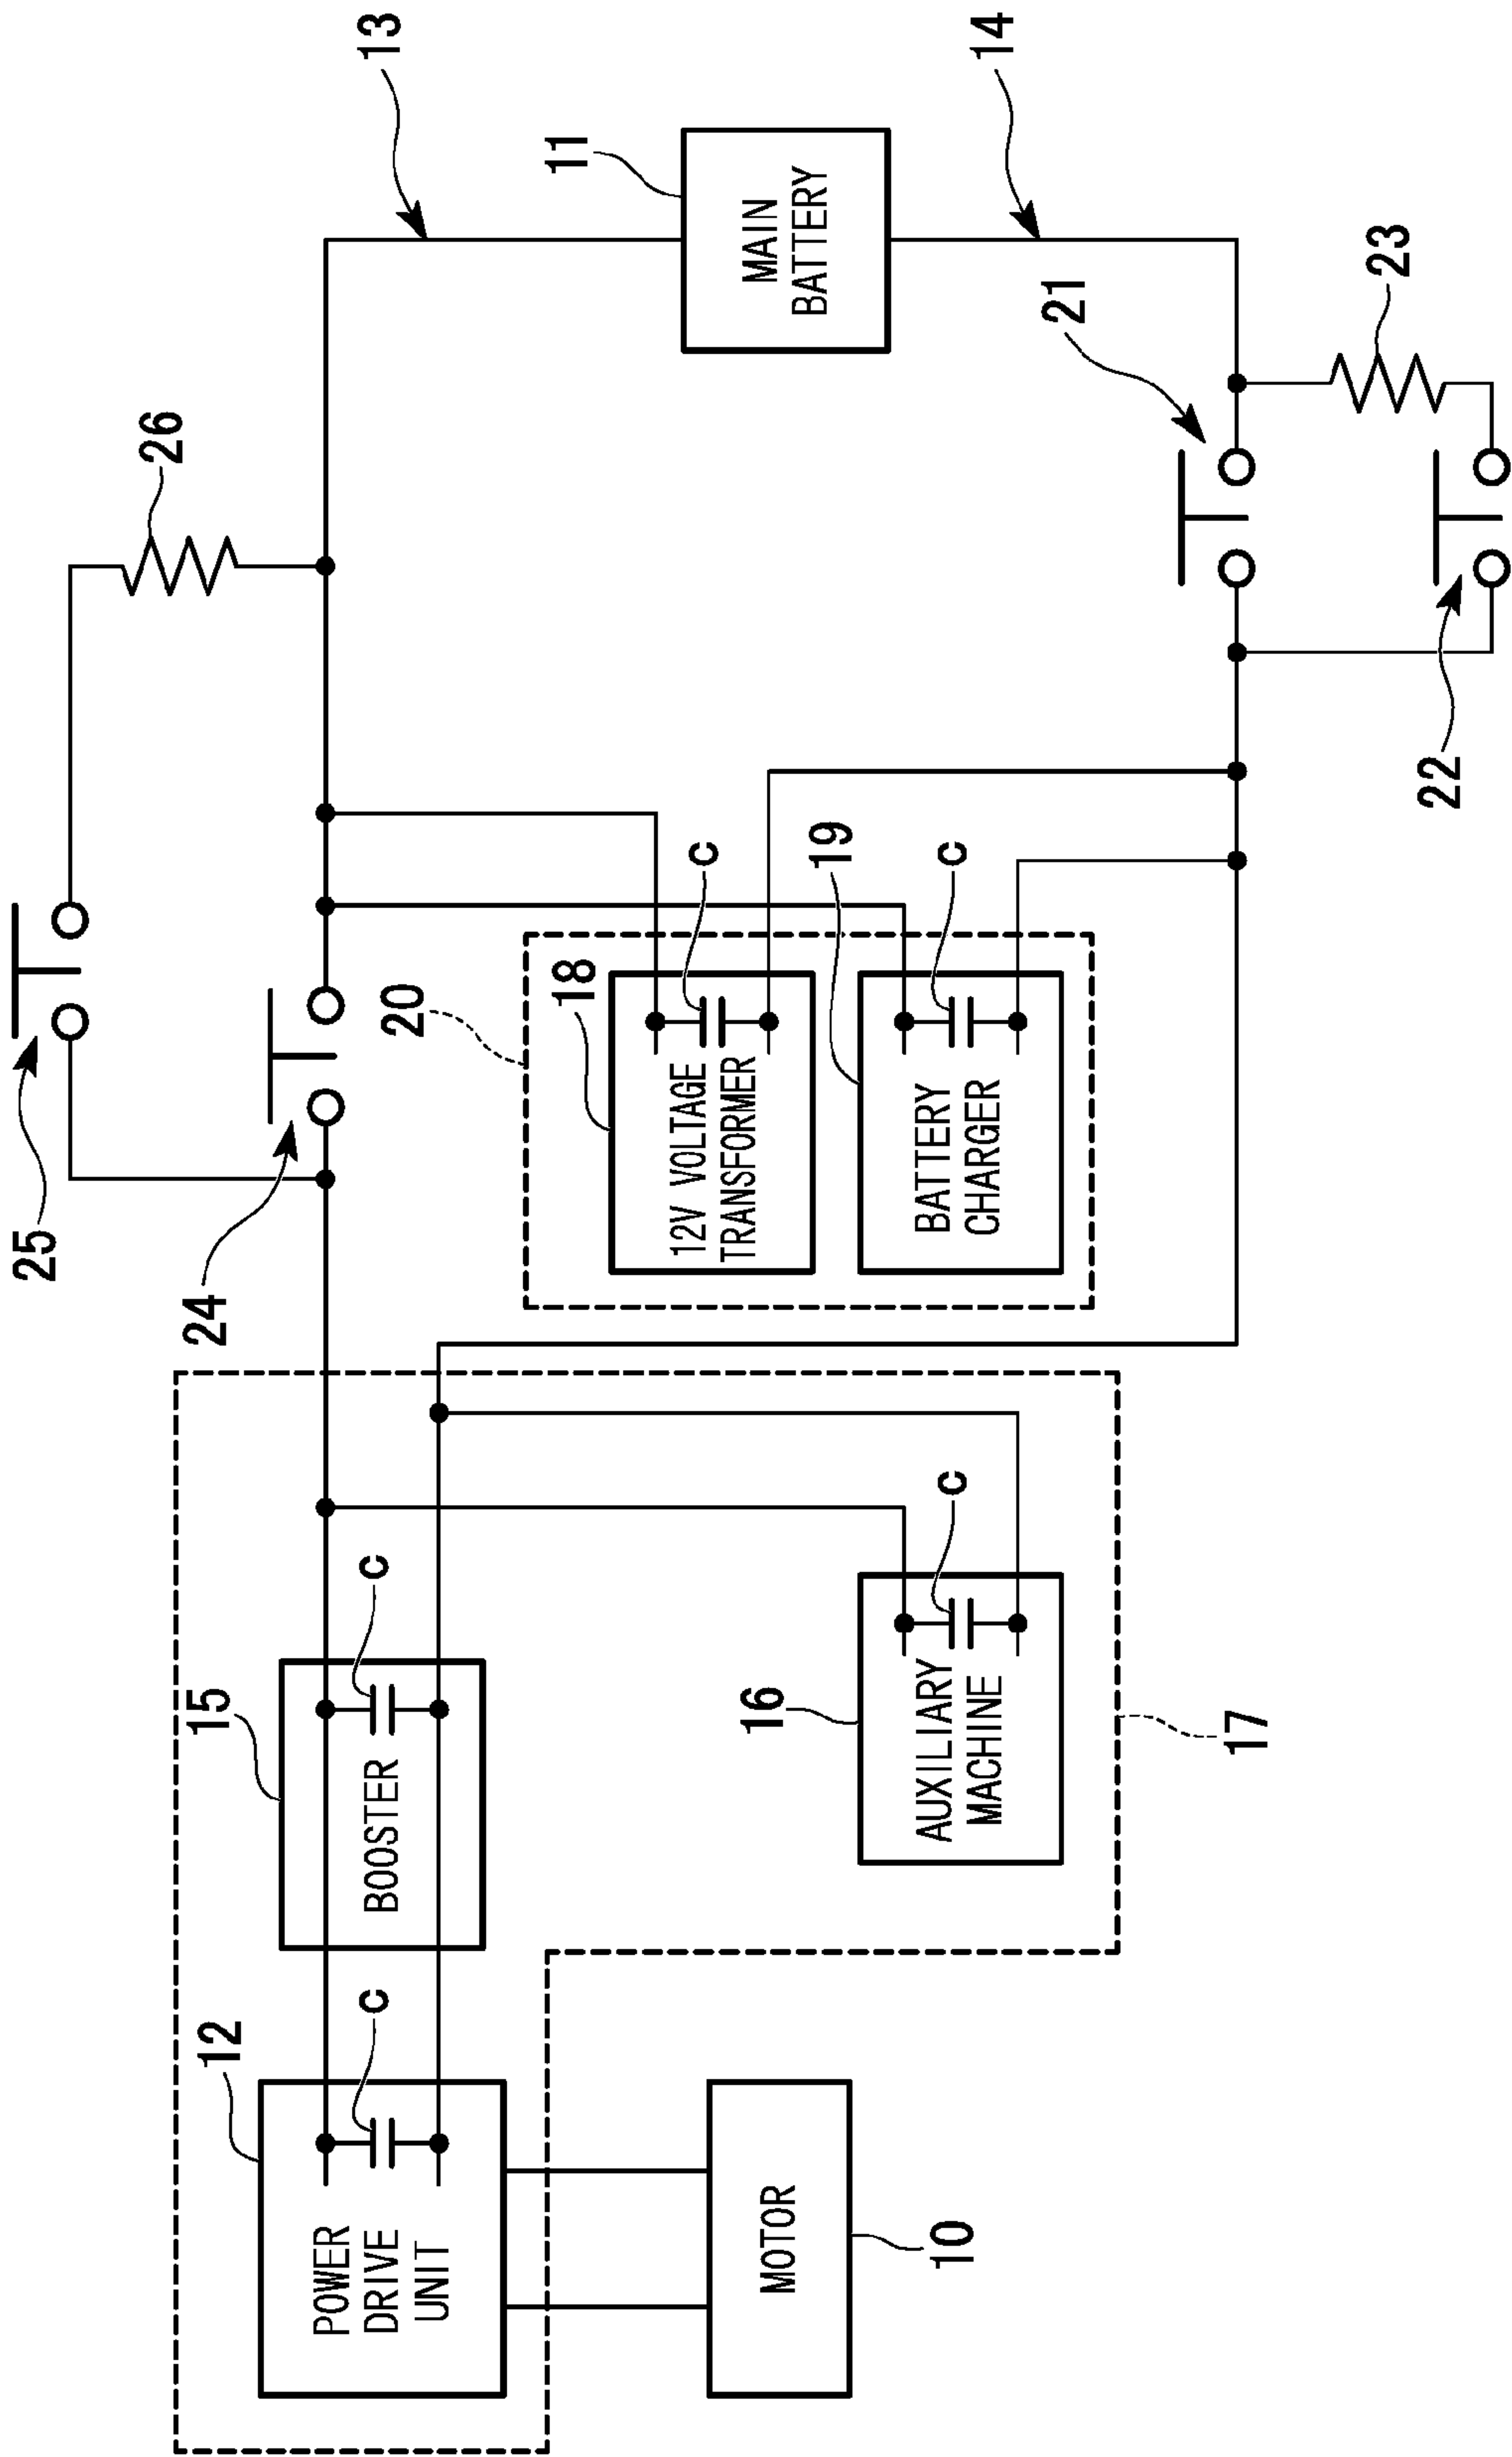 25
26
24
15
12
13
POWER
DRIVE
UNIT
c
BOOSTER
c
20
11
18
12V VOLTAGE
TRANSFORMER
c
MAIN
BATTERY
MOTOR
16
19
AUXILIARY
MACHINE
c
BATTERY
CHARGER
c
10
14
21
17
23
22